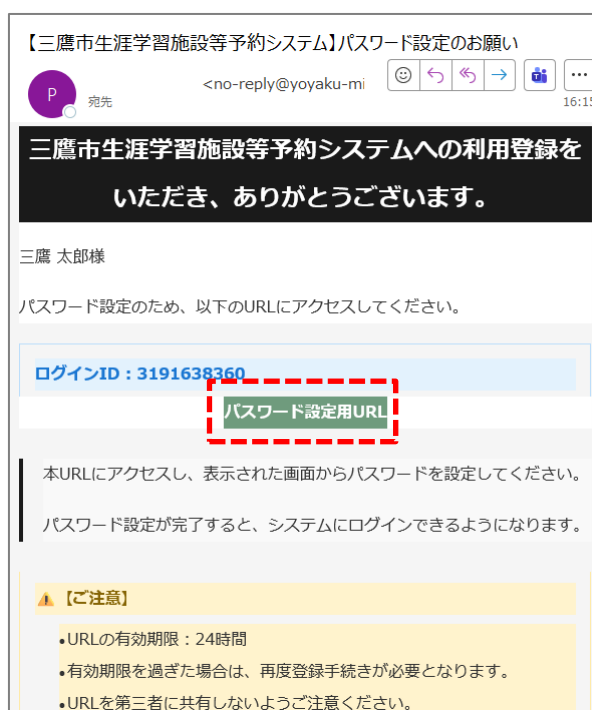 【三鷹市生涯学習施設等予約システム】パスワード設定のお願い
P
宛先
<no-reply@yoyaku-mi
16:15
三鷹市生涯学習施設等予約システムへの利用登録を
いただき、ありがとうございます。
三鷹 太郎様
パスワード設定のため、以下のURLにアクセスしてください。
ログインID：3191638360
パスワード設定用URL
本URLにアクセスし、表示された画面からパスワードを設定してください。
パスワード設定が完了すると、システムにログインできるようになります。
【ご注意】
•URLの有効期限：24時間
•有効期限を過ぎた場合は、再度登録手続きが必要となります。
•URLを第三者に共有しないようご注意ください。